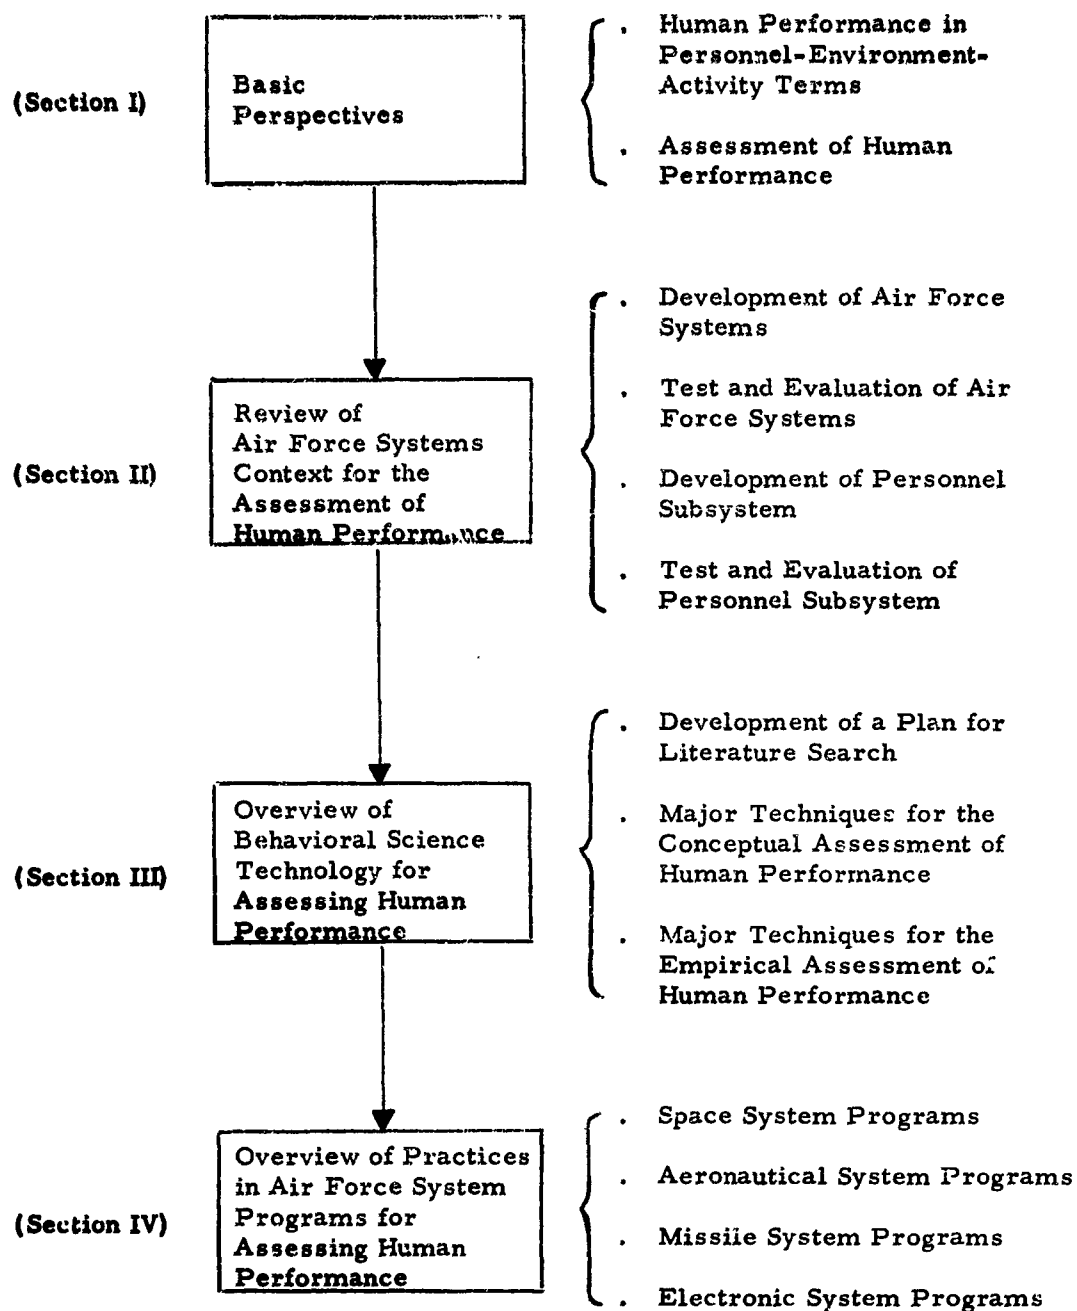 (Section I)
Basic
Perspectives
. Human Performance in
Personnel-Environment-
Activity Terms
. Assessment of Human
Performance
(Section II)
Review of
Air Force Systems
Context for the
Assessment of
Human Performance
. Development of Air Force
Systems
. Test and Evaluation of Air
Force Systems
. Development of Personnel
Subsystem
. Test and Evaluation of
Personnel Subsystem
(Section III)
Overview of
Behavioral Science
Technology for
Assessing Human
Performance
. Development of a Plan for
Literature Search
. Major Techniques for the
Conceptual Assessment of
Human Performance
. Major Techniques for the
Empirical Assessment of
Human Performance
(Section IV)
Overview of Practices
in Air Force System
Programs for
Assessing Human
Performance
. Space System Programs
. Aeronautical System Programs
. Missile System Programs
. Electronic System Programs